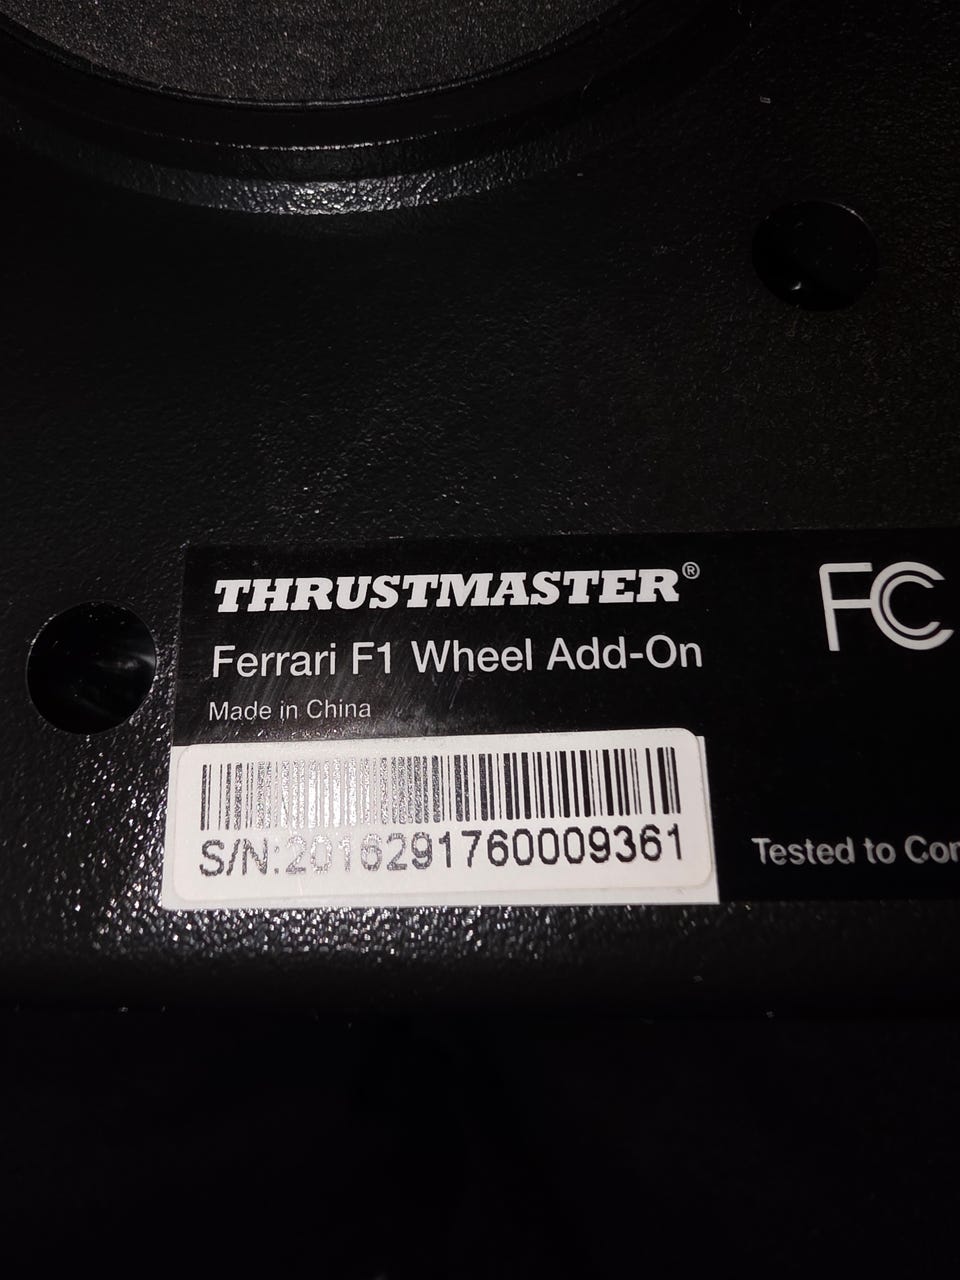 THRUSTMASTER®
Ferrari F1 Wheel Add-On
Made in China
S/N:2016291760009361
FC
Tested to